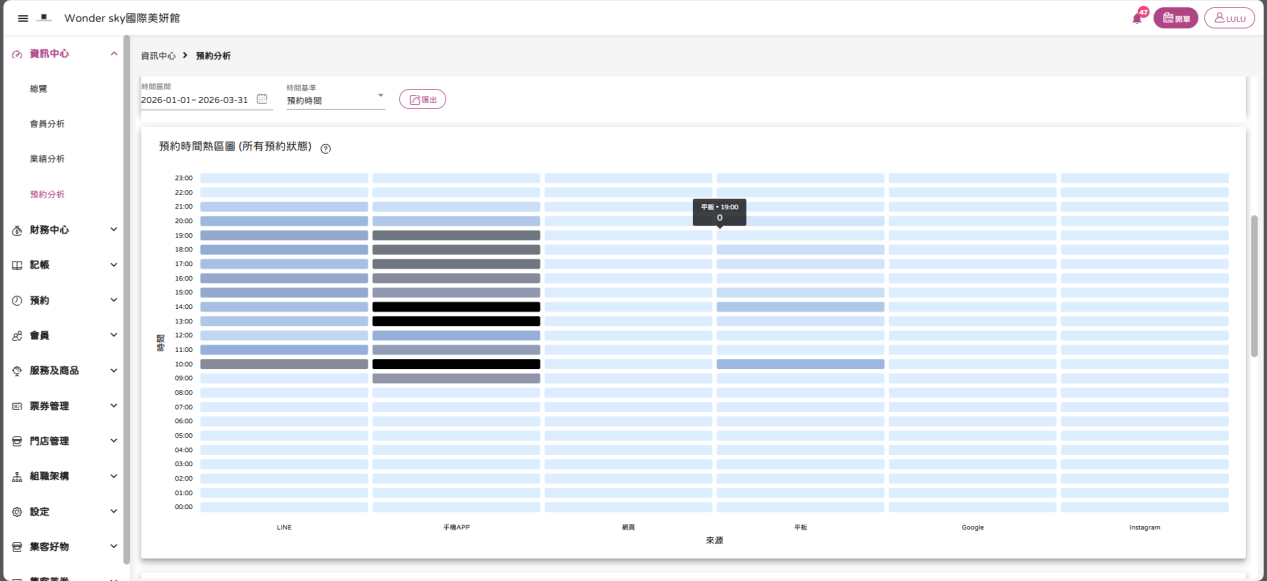 Wonder sky國際美妍館
47
開單
LULU
資訊中心
總覽
會員分析
業績分析
預約分析
財務中心
記帳
預約
會員
服務及商品
票券管理
門店管理
組職架構
設定
集客好物
資訊中心 > 預約分析
時間區間
2026-01-01~2026-03-31
時間基準
預約時間
匯出
預約時間熱區圖 (所有預約狀態)
平板 • 19:00
0
時間
23:00
22:00
21:00
20:00
19:00
18:00
17:00
16:00
15:00
14:00
13:00
12:00
11:00
10:00
09:00
08:00
07:00
06:00
05:00
04:00
03:00
02:00
01:00
00:00
LINE
手機APP
網頁
平板
Google
Instagram
來源